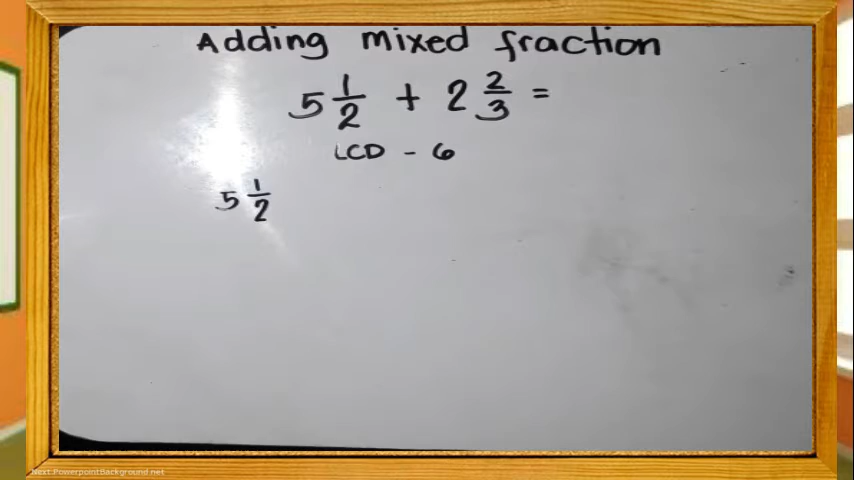 Adding mixed fraction
5 1/2 + 2 2/3 =
LCD - 6
5 1/2
Next.PowerpointBackground.net